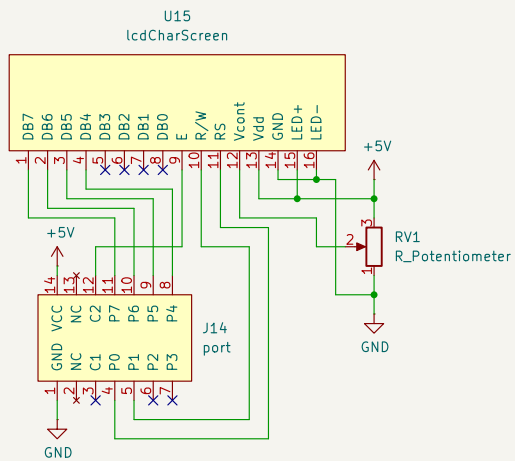 U15
lcdCharScreen
DB7 DB6 DB5 DB4 DB3 DB2 DB1 DB0 E R/W RS Vcont Vdd GND LED+ LED-
1 2 3 4 5 6 7 8 9 10 11 12 13 14 15 16
+5V
3
2
RV1
R_Potentiometer
1
GND
+5V
14 13 12 11 10 9 8
VCC NC C2 P7 P6 P5 P4
J14
port
GND NC C1 P0 P1 P2 P3
1 2 3 4 5 6 7
GND